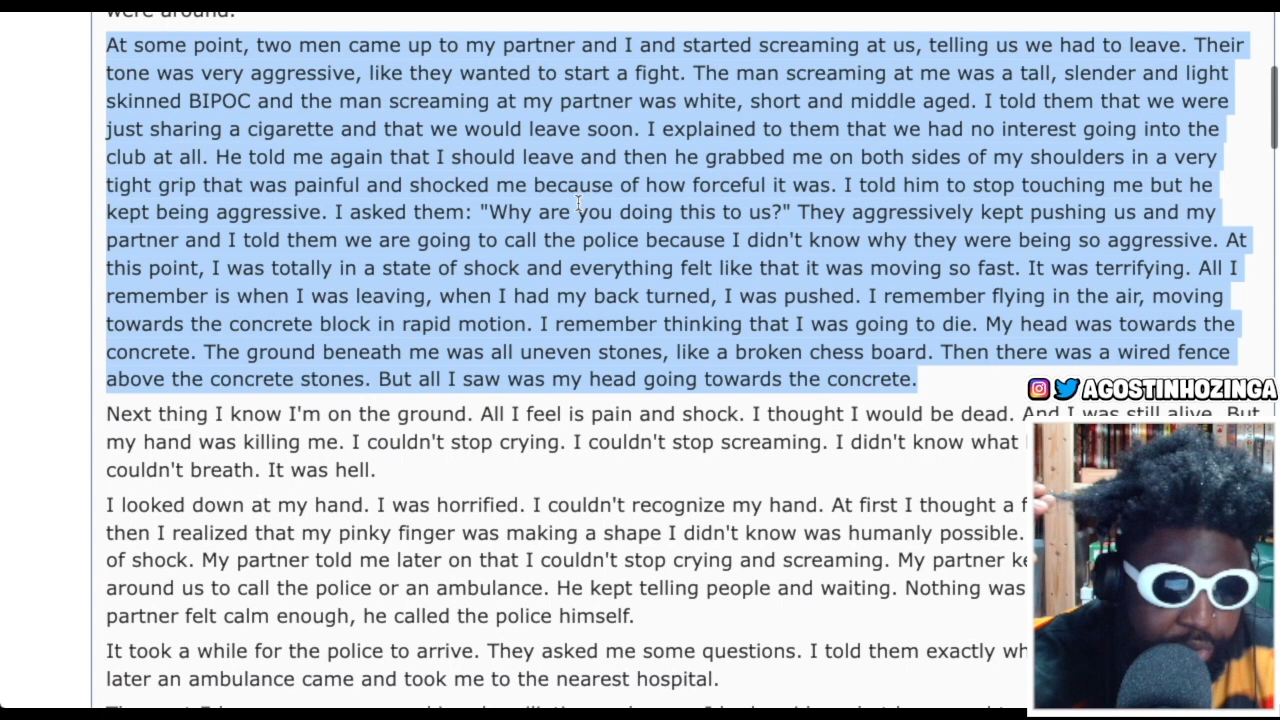 were around.
At some point, two men came up to my partner and I and started screaming at us, telling us we had to leave. Their
tone was very aggressive, like they wanted to start a fight. The man screaming at me was a tall, slender and light
skinned BIPOC and the man screaming at my partner was white, short and middle aged. I told them that we were
just sharing a cigarette and that we would leave soon. I explained to them that we had no interest going into the
club at all. He told me again that I should leave and then he grabbed me on both sides of my shoulders in a very
tight grip that was painful and shocked me because of how forceful it was. I told him to stop touching me but he
kept being aggressive. I asked them: "Why are you doing this to us?" They aggressively kept pushing us and my
partner and I told them we are going to call the police because I didn't know why they were being so aggressive. At
this point, I was totally in a state of shock and everything felt like that it was moving so fast. It was terrifying. All I
remember is when I was leaving, when I had my back turned, I was pushed. I remember flying in the air, moving
towards the concrete block in rapid motion. I remember thinking that I was going to die. My head was towards the
concrete. The ground beneath me was all uneven stones, like a broken chess board. Then there was a wired fence
above the concrete stones. But all I saw was my head going towards the concrete.
AGOSTINHOZINGA
Next thing I know I'm on the ground. All I feel is pain and shock. I thought I would be dead. And I was still alive. But
my hand was killing me. I couldn't stop crying. I couldn't stop screaming. I didn't know what
couldn't breath. It was hell.
I looked down at my hand. I was horrified. I couldn't recognize my hand. At first I thought a
then I realized that my pinky finger was making a shape I didn't know was humanly possible.
of shock. My partner told me later on that I couldn't stop crying and screaming. My partner
around us to call the police or an ambulance. He kept telling people and waiting. Nothing was
partner felt calm enough, he called the police himself.
It took a while for the police to arrive. They asked me some questions. I told them exactly
later an ambulance came and took me to the nearest hospital.